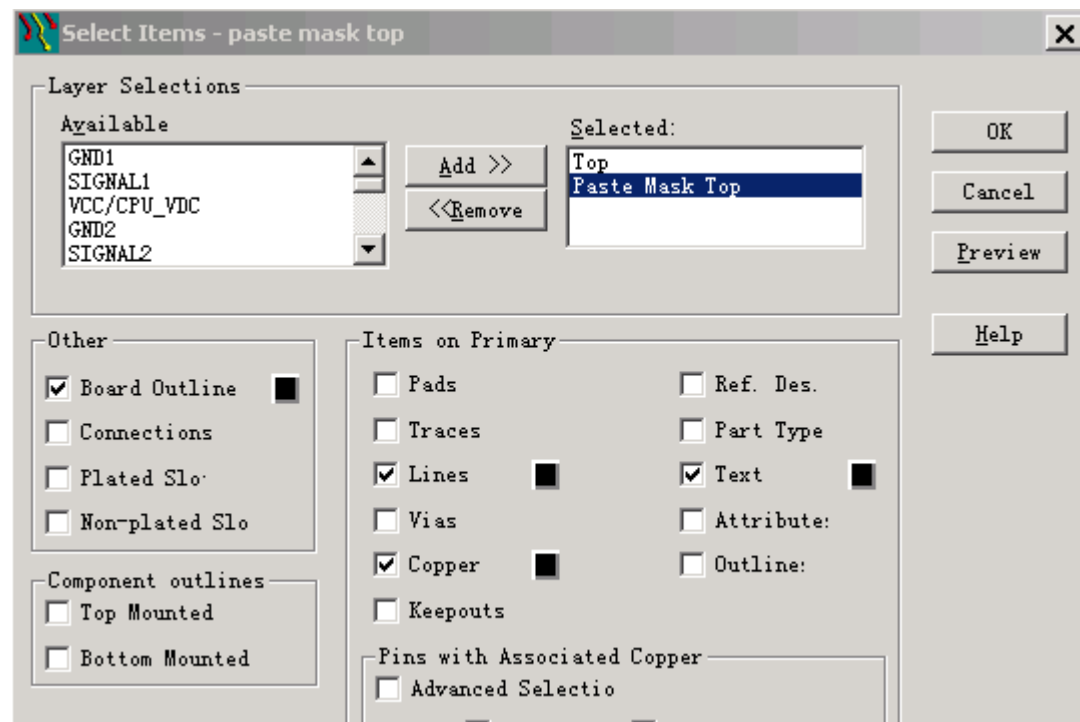 Select Items - paste mask top
Layer Selections
Available
GND1
SIGNAL1
VCC/CPU_VDC
GND2
SIGNAL2
Add >>
<<Remove
Selected:
Top
Paste Mask Top
OK
Cancel
Preview
Help
Other
Board Outline
Connections
Plated Slo
Non-plated Slo
Component outlines
Top Mounted
Bottom Mounted
Items on Primary
Pads
Traces
Lines
Vias
Copper
Keepouts
Ref. Des.
Part Type
Text
Attribute:
Outline:
Pins with Associated Copper
Advanced Selectio